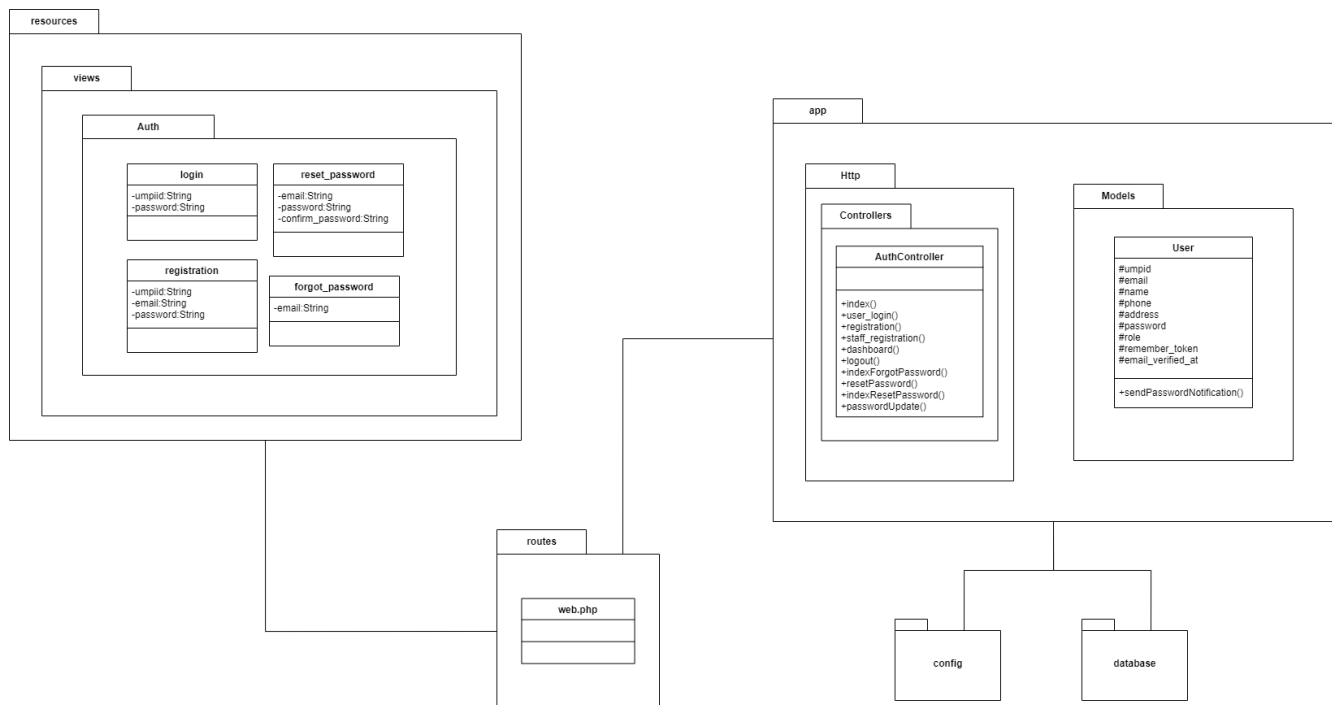 resources
views
Auth
login
-umpiid:String
-password:String
reset_password
-email:String
-password:String
-confirm_password:String
registration
-umpiid:String
-email:String
-password:String
forgot_password
-email:String
app
Http
Controllers
AuthController
+index()
+user_login()
+registration()
+staff_registration()
+dashboard()
+logout()
+indexForgotPassword()
+resetPassword()
+indexResetPassword()
+passwordUpdate()
Models
User
#umpid
#email
#name
#phone
#address
#password
#role
#remember_token
#email_verified_at
+sendPasswordNotification()
routes
web.php
config
database